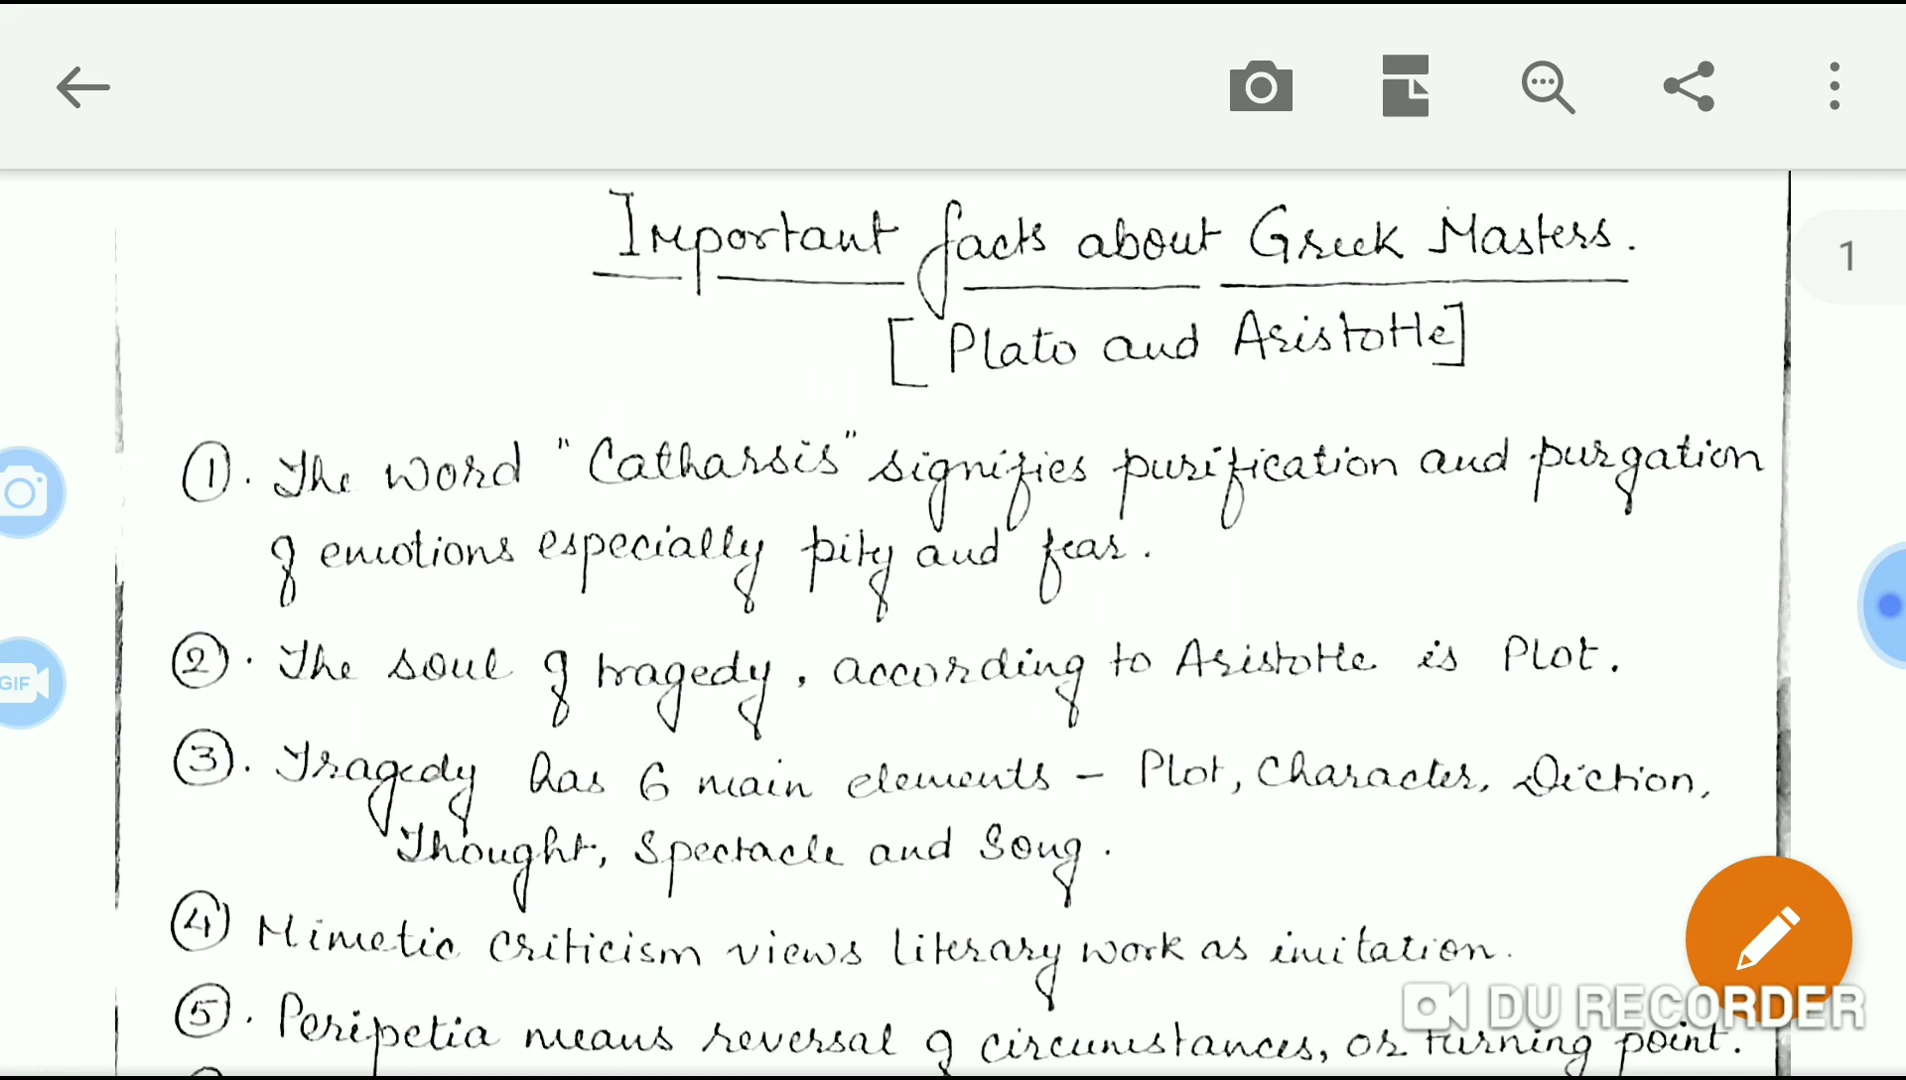 1
Important facts about Greek Masters.
[Plato and Aristotle]
①. The word "Catharsis" signifies purification and purgation
of emotions especially pity and fear.
②. The soul of tragedy, according to Aristotle is Plot.
③. Tragedy has 6 main elements – Plot, Character, Diction,
Thought, Spectacle and Song.
④ Mimetic criticism views literary work as imitation.
⑤. Peripetia means reversal of circumstances, or turning point.
GIF
DU RECORDER